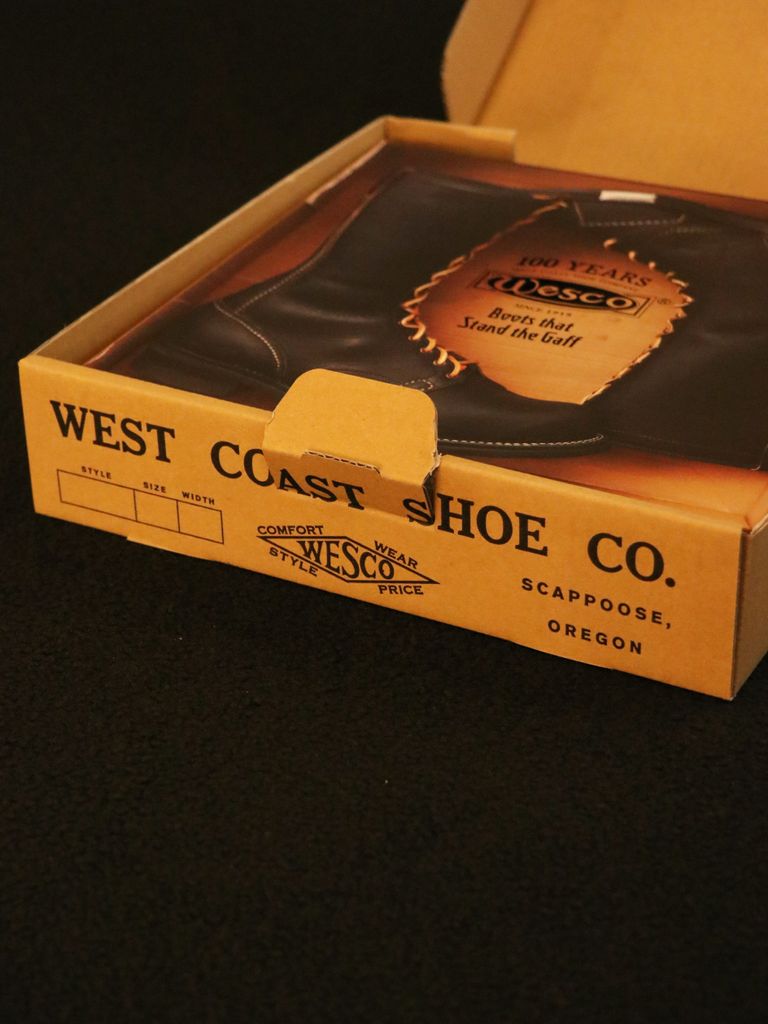 100 YEARS
Wesco
®
SINCE 1918
Boots that
Stand the Gaff
WEST COAST SHOE CO.
STYLE SIZE WIDTH
COMFORT
WEAR
WESCO
STYLE
PRICE
SCAPPOOSE,
OREGON